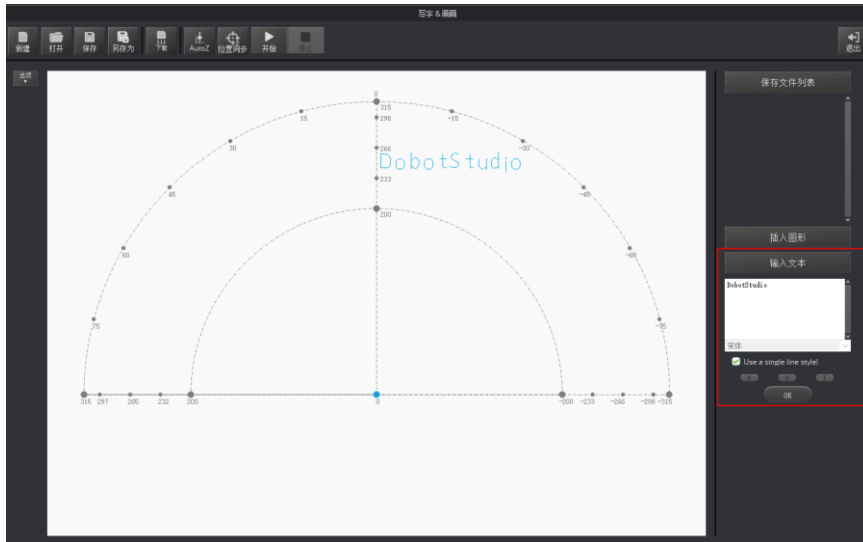 写字 & 画画
新建 打开 保存 另存为 下载 AutoZ 位置同步 开始 停止 退出
选项
保存文件列表
0
315
298
15 -15
266
30 -30
DobotStudio
233
45 -45
200
插入图形
60 -60
输入文本
DobotStudio
75 -75
宋体
Use a single line style!
315 297 265 232 200 0 -200 -233 -266 -298 -315
OK